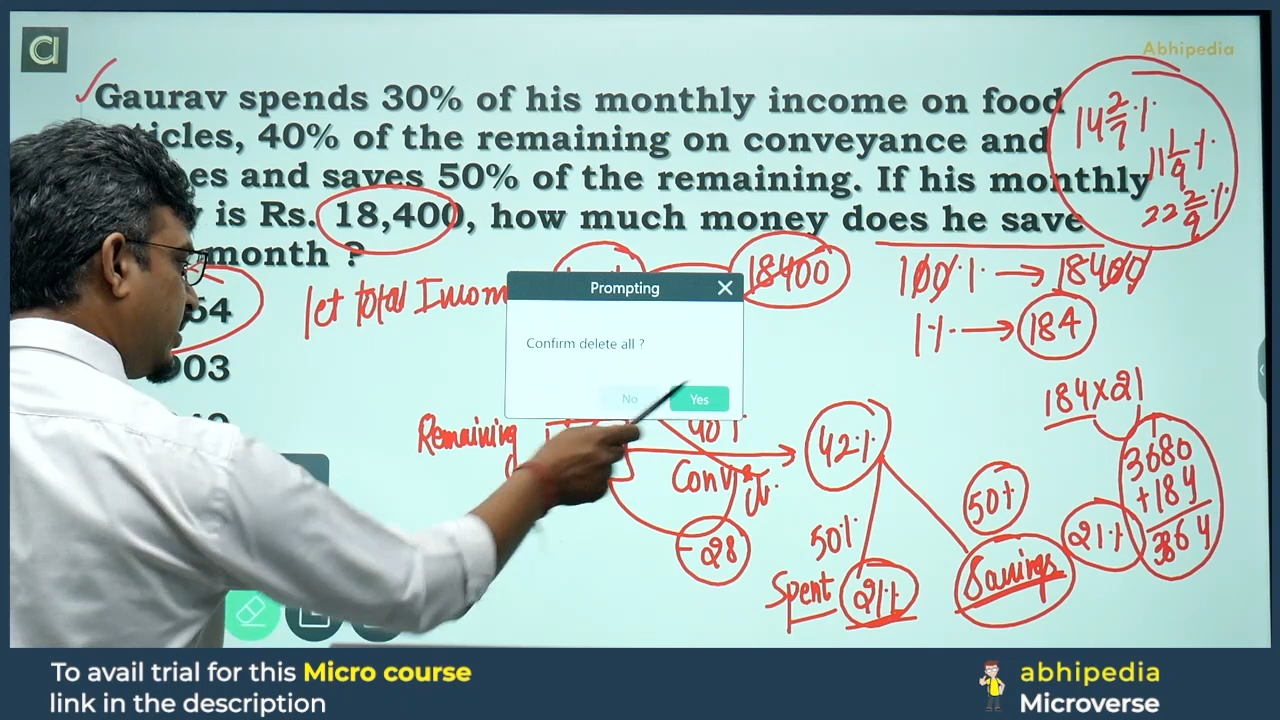 Abhipedia
Gaurav spends 30% of his monthly income on food
ticles, 40% of the remaining on conveyance and
es and saves 50% of the remaining. If his monthly
is Rs. 18,400, how much money does he save
month ?
14 2/7 %
11 1/9 %
22 2/9 %
let total Incom
18400
100% → 18400
1% → 184
64
03
Prompting
Confirm delete all ?
No
Yes
184×21
3680
+184
3864
Remaining
40%
Convey
42%
- 28
50%
Spent
21%
50%
Savings
21%
To avail trial for this Micro course
link in the description
abhipedia
Microverse